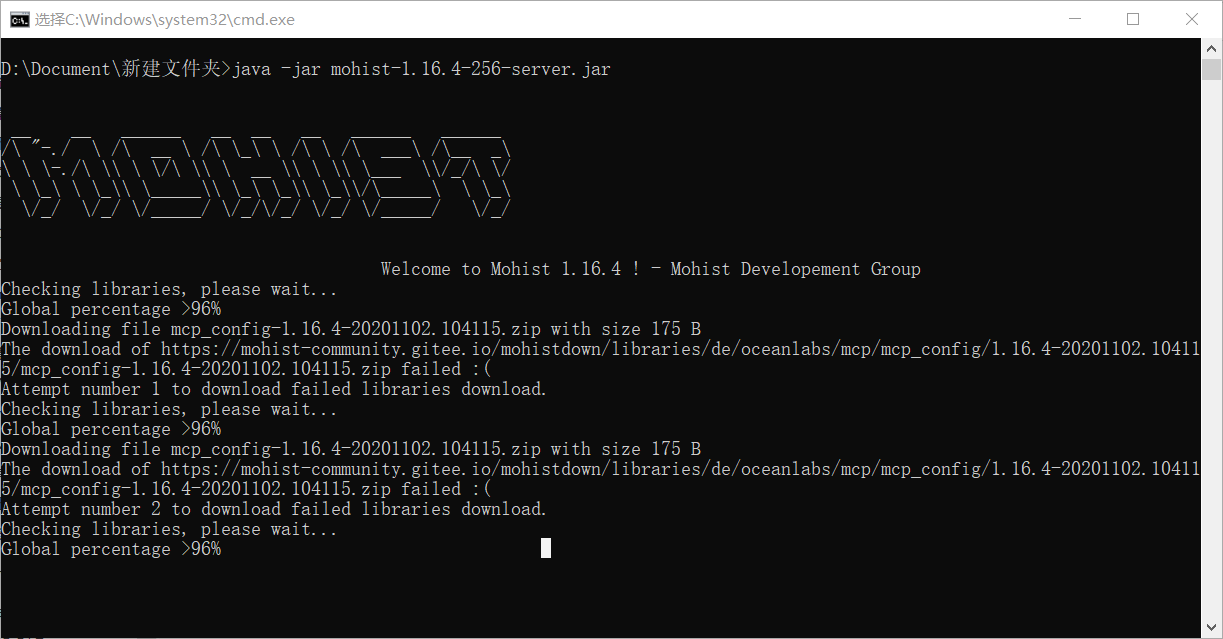 选择C:\Windows\system32\cmd.exe
D:\Document\新建文件夹>java -jar mohist-1.16.4-256-server.jar
MOHIST
Welcome to Mohist 1.16.4 ! - Mohist Developement Group
Checking libraries, please wait...
Global percentage >96%
Downloading file mcp_config-1.16.4-20201102.104115.zip with size 175 B
The download of https://mohist-community.gitee.io/mohistdown/libraries/de/oceanlabs/mcp/mcp_config/1.16.4-20201102.10411
5/mcp_config-1.16.4-20201102.104115.zip failed :(
Attempt number 1 to download failed libraries download.
Checking libraries, please wait...
Global percentage >96%
Downloading file mcp_config-1.16.4-20201102.104115.zip with size 175 B
The download of https://mohist-community.gitee.io/mohistdown/libraries/de/oceanlabs/mcp/mcp_config/1.16.4-20201102.10411
5/mcp_config-1.16.4-20201102.104115.zip failed :(
Attempt number 2 to download failed libraries download.
Checking libraries, please wait...
Global percentage >96%